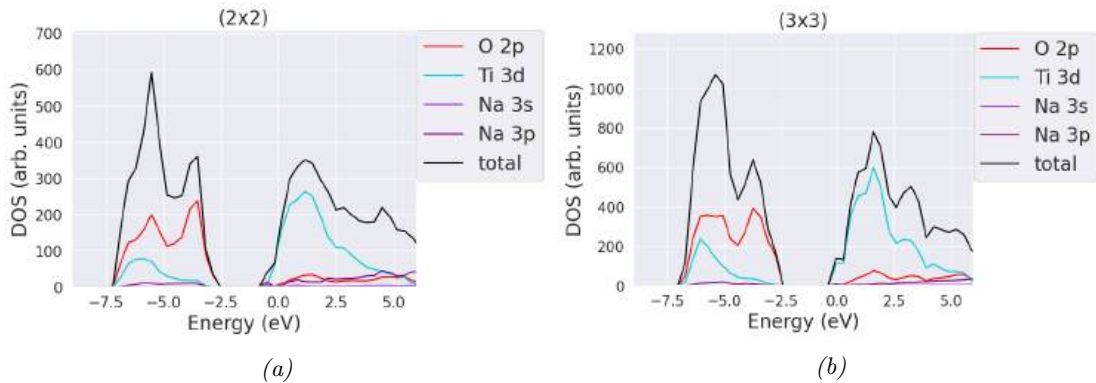 (2x2)
700
600
500
400
300
200
100
0
DOS (arb. units)
−7.5 −5.0 −2.5 0.0 2.5 5.0
Energy (eV)
O 2p
Ti 3d
Na 3s
Na 3p
total
(a)
(3x3)
1200
1000
800
600
400
200
0
DOS (arb. units)
−7.5 −5.0 −2.5 0.0 2.5 5.0
Energy (eV)
O 2p
Ti 3d
Na 3s
Na 3p
total
(b)